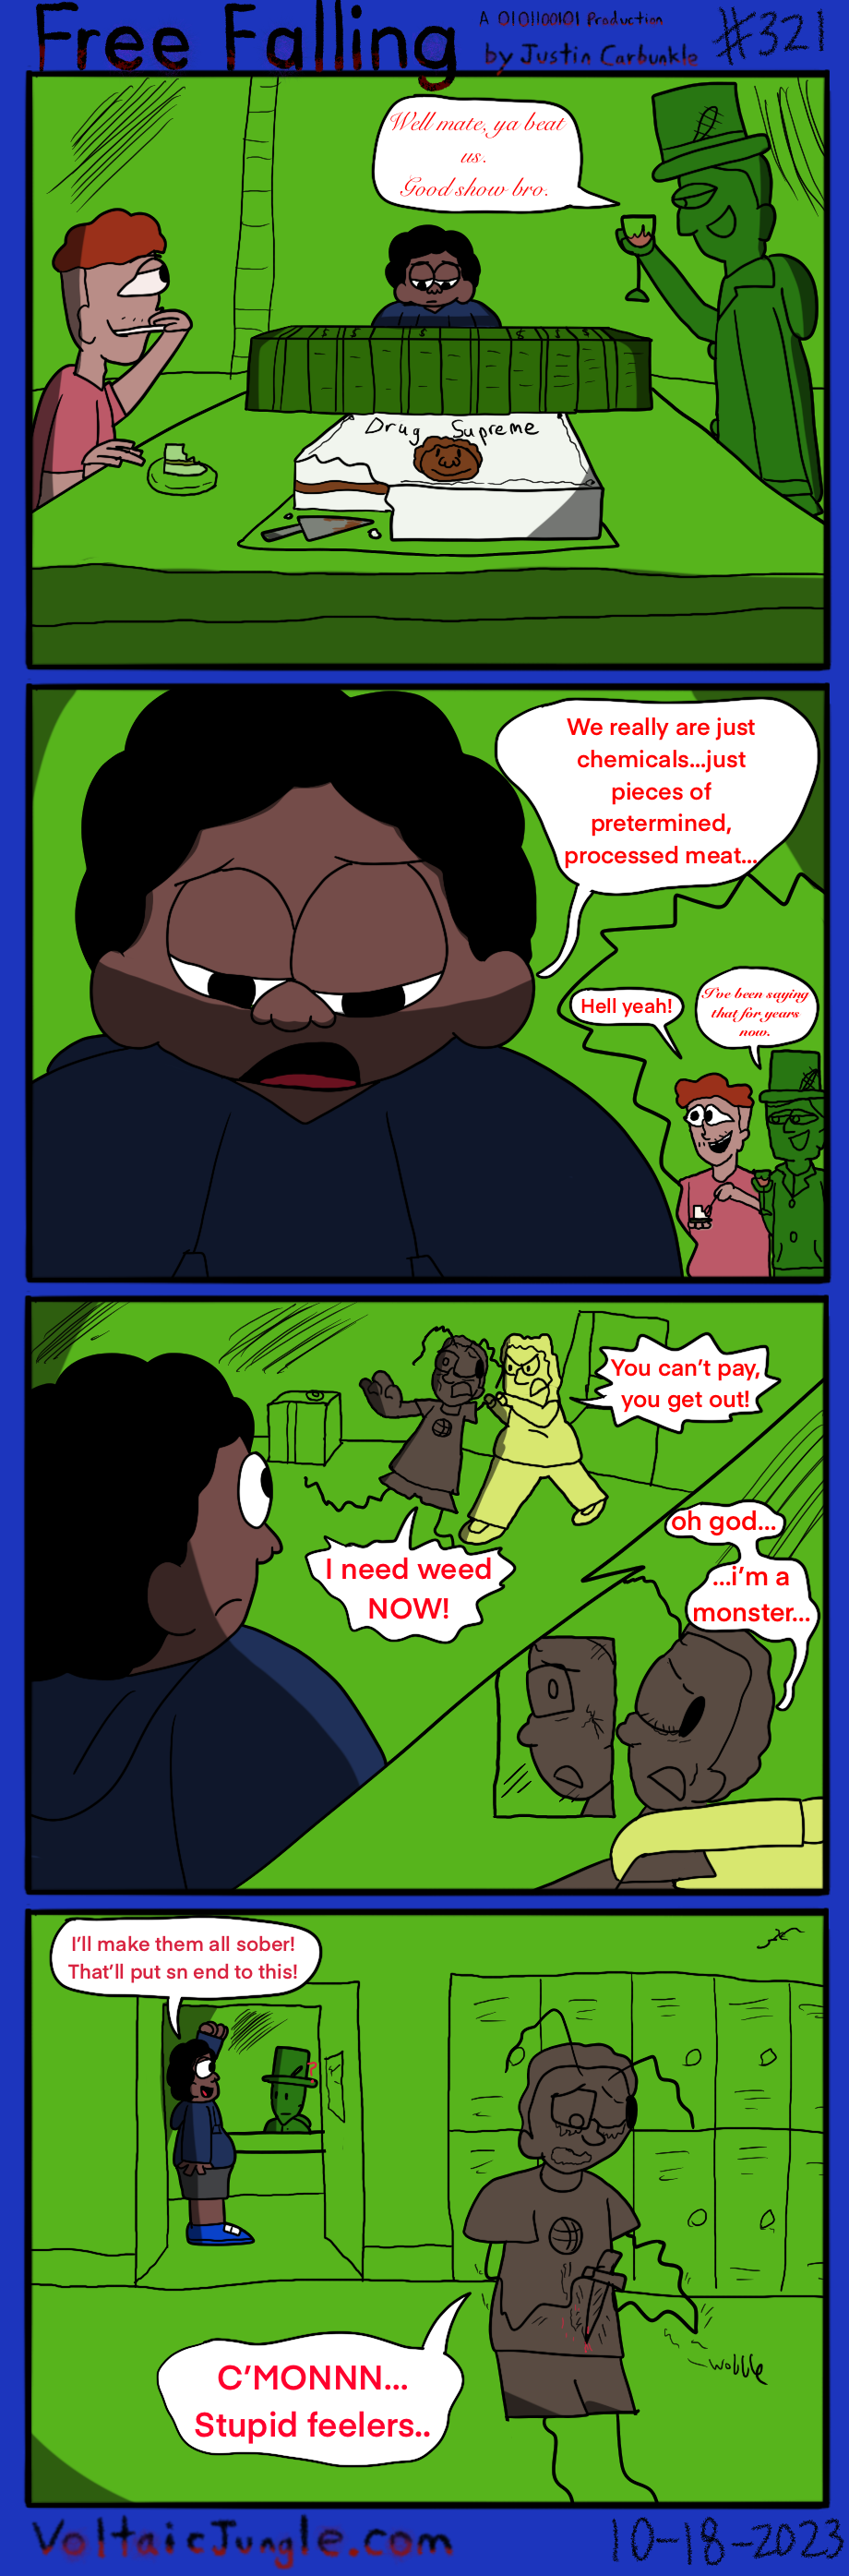 Free Falling
A 0101100101 Production
by Justin Carbunkle
#321
Well mate, ya beat
us.
Good show bro.
$ $ $ $ $ $
Drug Supreme
We really are just
chemicals...just
pieces of
pretermined,
processed meat...
Hell yeah!
I've been saying
that for years
now.
You can't pay,
you get out!
I need weed
NOW!
oh god...
...i'm a
monster...
I'll make them all sober!
That'll put sn end to this!
?
C'MONNN...
Stupid feelers..
wobble
VoltaicJungle.com
10-18-2023